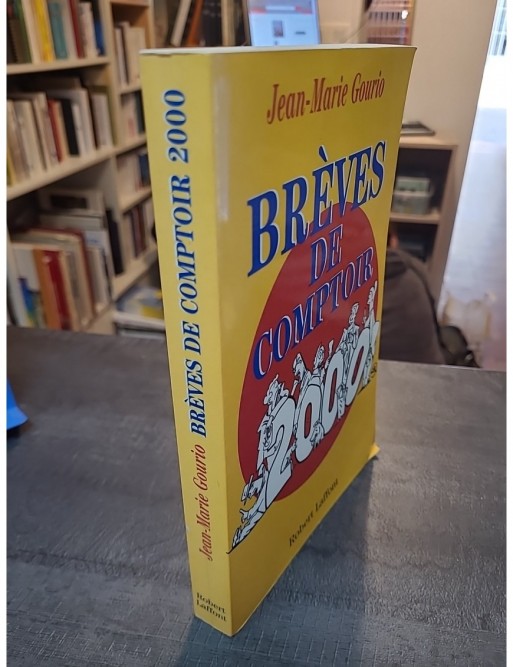 Jean-Marie Gourio
BRÈVES
DE
COMPTOIR
2000
Robert Laffont
Jean-Marie Gourio BRÈVES DE COMPTOIR 2000
Robert
Laffont